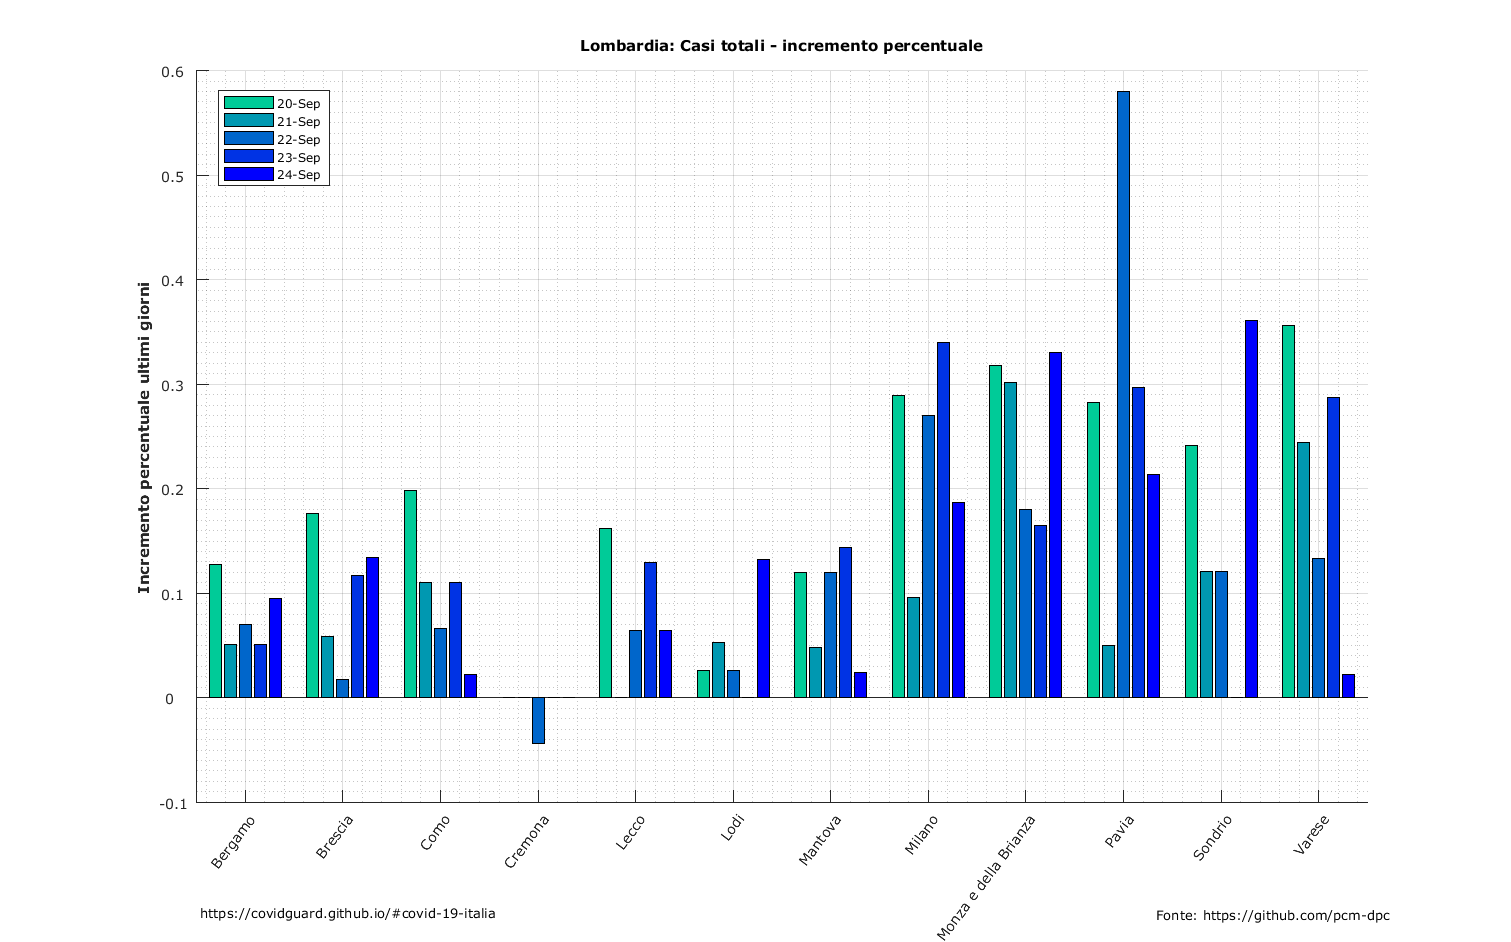 Lombardia: Casi totali - incremento percentuale
20-Sep
21-Sep
22-Sep
23-Sep
24-Sep
Incremento percentuale ultimi giorni
0.6
0.5
0.4
0.3
0.2
0.1
0
-0.1
Bergamo
Brescia
Como
Cremona
Lecco
Lodi
Mantova
Milano
Monza e della Brianza
Pavia
Sondrio
Varese
https://covidguard.github.io/#covid-19-italia
Fonte: https://github.com/pcm-dpc